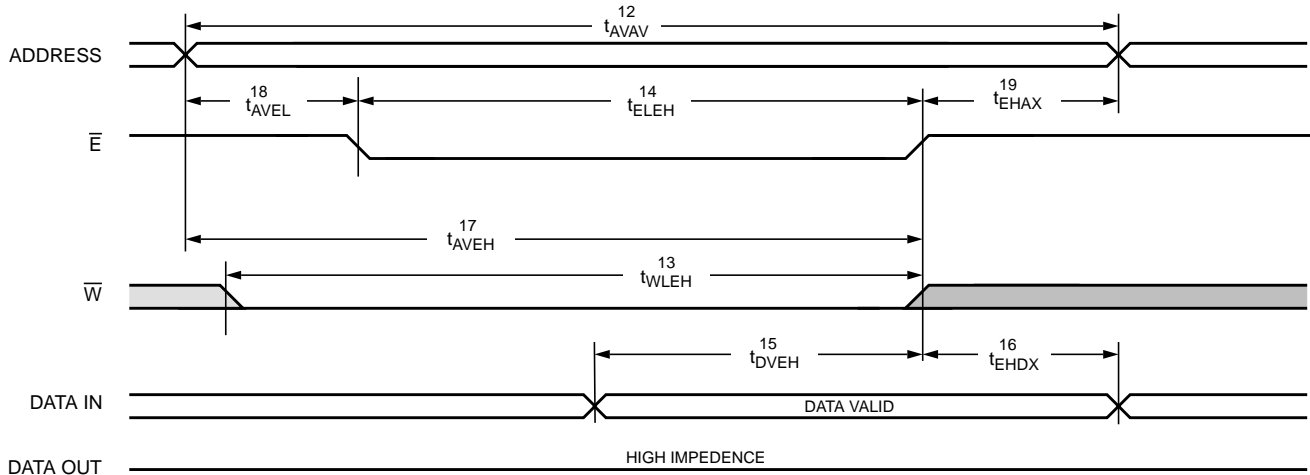 12
tAVAV
ADDRESS
18
tAVEL
14
tELEH
19
tEHAX
E
17
tAVEH
13
tWLEH
W
15
tDVEH
16
tEHDX
DATA IN
DATA VALID
DATA OUT
HIGH IMPEDENCE